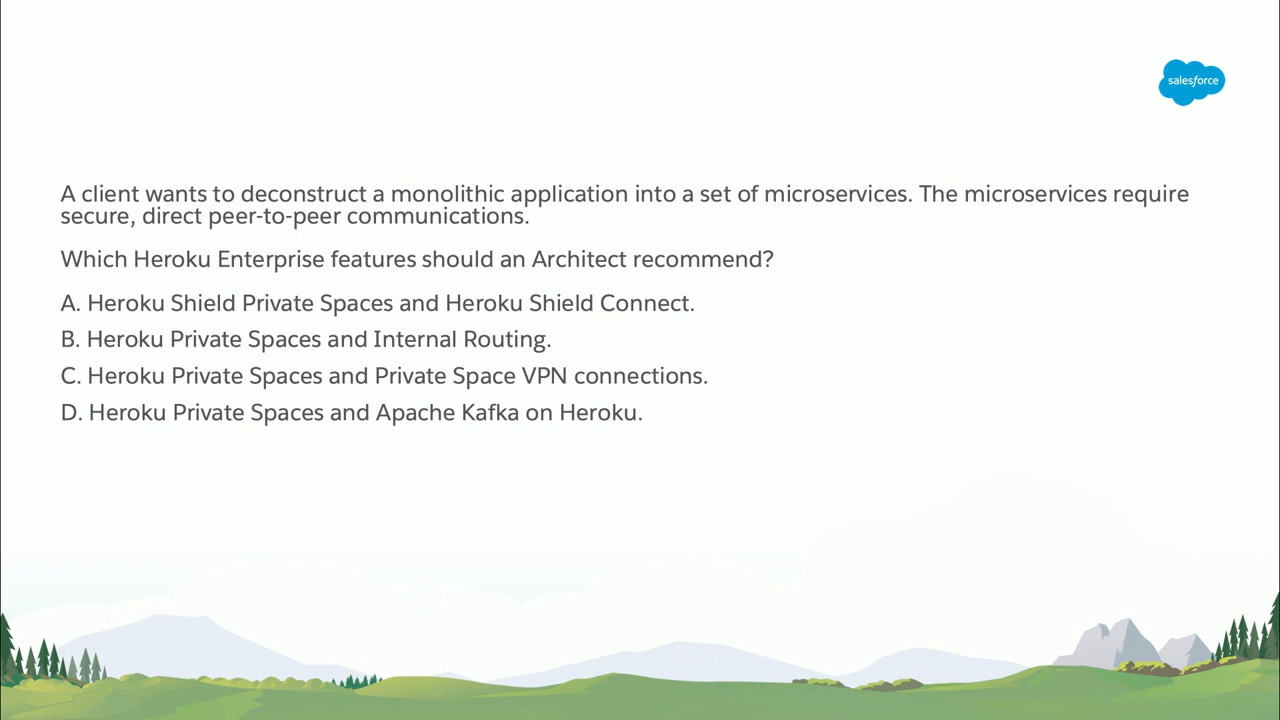 salesforce
A client wants to deconstruct a monolithic application into a set of microservices. The microservices require
secure, direct peer-to-peer communications.
Which Heroku Enterprise features should an Architect recommend?
A. Heroku Shield Private Spaces and Heroku Shield Connect.
B. Heroku Private Spaces and Internal Routing.
C. Heroku Private Spaces and Private Space VPN connections.
D. Heroku Private Spaces and Apache Kafka on Heroku.